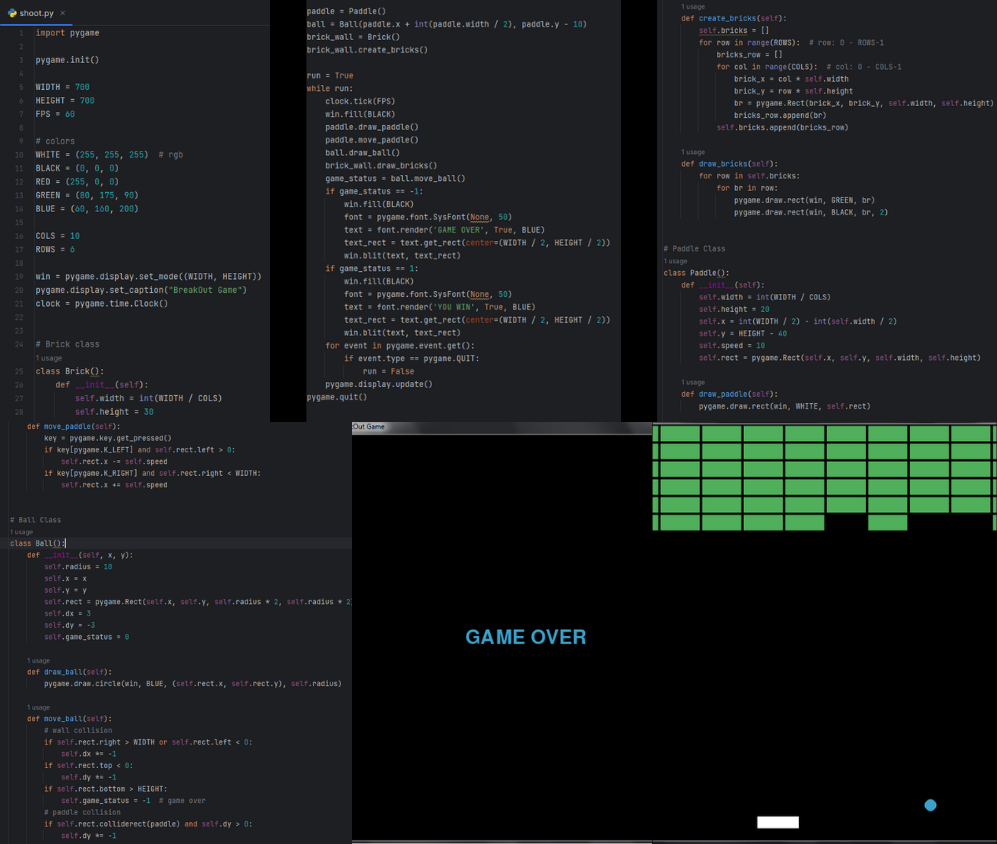 shoot.py ×
1 import pygame
2
3 pygame.init()
4
5 WIDTH = 700
6 HEIGHT = 700
7 FPS = 60
8
9 # colors
10 WHITE = (255, 255, 255)  # rgb
11 BLACK = (0, 0, 0)
12 RED = (255, 0, 0)
13 GREEN = (80, 175, 90)
14 BLUE = (60, 160, 200)
15
16 COLS = 10
17 ROWS = 6
18
19 win = pygame.display.set_mode((WIDTH, HEIGHT))
20 pygame.display.set_caption("BreakOut Game")
21 clock = pygame.time.Clock()
22
23
24 # Brick class
1 usage
25 class Brick():
26     def __init__(self):
27         self.width = int(WIDTH / COLS)
28         self.height = 30
paddle = Paddle()
ball = Ball(paddle.x + int(paddle.width / 2), paddle.y - 10)
brick_wall = Brick()
brick_wall.create_bricks()
run = True
while run:
    clock.tick(FPS)
    win.fill(BLACK)
    paddle.draw_paddle()
    paddle.move_paddle()
    ball.draw_ball()
    brick_wall.draw_bricks()
    game_status = ball.move_ball()
    if game_status == -1:
        win.fill(BLACK)
        font = pygame.font.SysFont(None, 50)
        text = font.render('GAME OVER', True, BLUE)
        text_rect = text.get_rect(center=(WIDTH / 2, HEIGHT / 2))
        win.blit(text, text_rect)
    if game_status == 1:
        win.fill(BLACK)
        font = pygame.font.SysFont(None, 50)
        text = font.render('YOU WIN', True, BLUE)
        text_rect = text.get_rect(center=(WIDTH / 2, HEIGHT / 2))
        win.blit(text, text_rect)
    for event in pygame.event.get():
        if event.type == pygame.QUIT:
            run = False
    pygame.display.update()
pygame.quit()
1 usage
def create_bricks(self):
    self.bricks = []
    for row in range(ROWS):  # row: 0 - ROWS-1
        bricks_row = []
        for col in range(COLS):  # col: 0 - COLS-1
            brick_x = col * self.width
            brick_y = row * self.height
            br = pygame.Rect(brick_x, brick_y, self.width, self.height)
            bricks_row.append(br)
        self.bricks.append(bricks_row)
1 usage
def draw_bricks(self):
    for row in self.bricks:
        for br in row:
            pygame.draw.rect(win, GREEN, br)
            pygame.draw.rect(win, BLACK, br, 2)
# Paddle Class
1 usage
class Paddle():
    def __init__(self):
        self.width = int(WIDTH / COLS)
        self.height = 20
        self.x = int(WIDTH / 2) - int(self.width / 2)
        self.y = HEIGHT - 40
        self.speed = 10
        self.rect = pygame.Rect(self.x, self.y, self.width, self.height)
1 usage
    def draw_paddle(self):
        pygame.draw.rect(win, WHITE, self.rect)
def move_paddle(self):
    key = pygame.key.get_pressed()
    if key[pygame.K_LEFT] and self.rect.left > 0:
        self.rect.x -= self.speed
    if key[pygame.K_RIGHT] and self.rect.right < WIDTH:
        self.rect.x += self.speed
# Ball Class
1 usage
class Ball():
    def __init__(self, x, y):
        self.radius = 10
        self.x = x
        self.y = y
        self.rect = pygame.Rect(self.x, self.y, self.radius * 2, self.radius * 2
        self.dx = 3
        self.dy = -3
        self.game_status = 0
1 usage
    def draw_ball(self):
        pygame.draw.circle(win, BLUE, (self.rect.x, self.rect.y), self.radius)
1 usage
    def move_ball(self):
        # wall collision
        if self.rect.right > WIDTH or self.rect.left < 0:
            self.dx *= -1
        if self.rect.top < 0:
            self.dy *= -1
        if self.rect.bottom > HEIGHT:
            self.game_status = -1  # game over
        # paddle collision
        if self.rect.colliderect(paddle) and self.dy > 0:
            self.dy *= -1
Out Game
GAME OVER